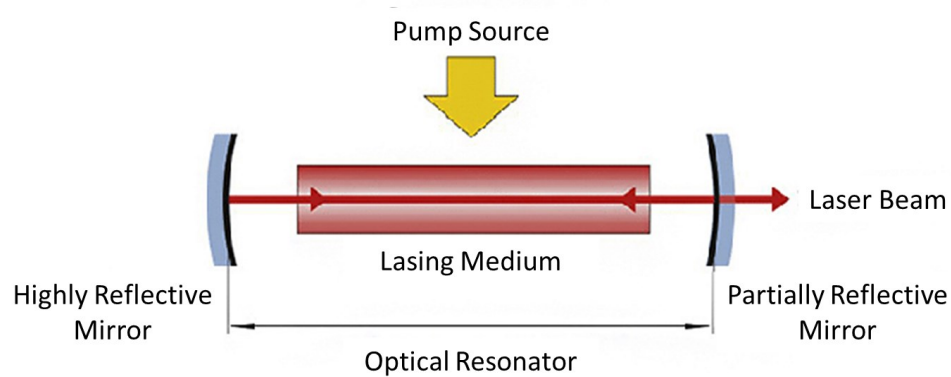 Pump Source
Laser Beam
Lasing Medium
Highly Reflective
Mirror
Partially Reflective
Mirror
Optical Resonator